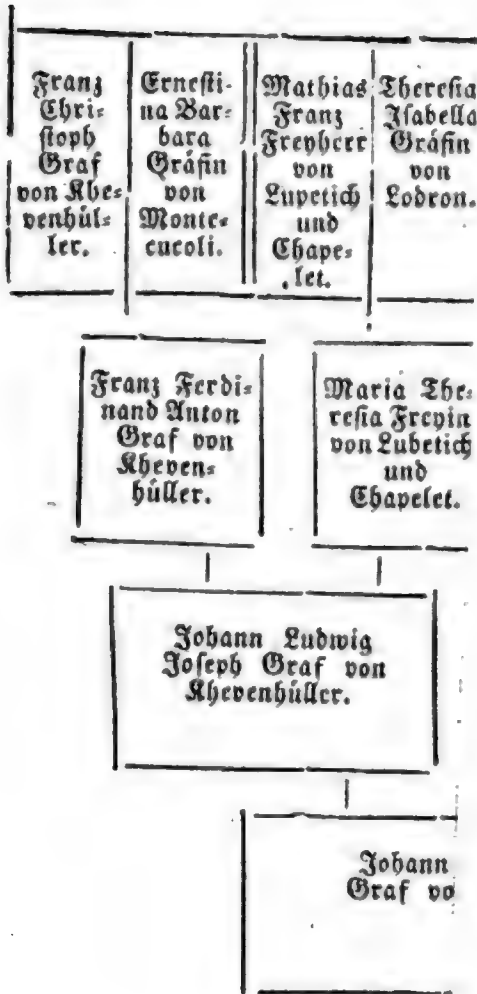 Franz
Chri-
stoph
Graf
von Khe-
venhül-
ler.
Ernesti-
na Bar-
bara
Gräfin
von
Monte-
cucoli.
Mathias
Franz
Freyherr
von
Lupetich
und
Chape-
let.
Theresia
Isabella
Gräfin
von
Lodron.
Franz Ferdi-
nand Anton
Graf von
Kheven-
hüller.
Maria The-
resia Freyin
von Lubetich
und
Chapelet.
Johann Ludwig
Joseph Graf von
Khevenhüller.
Johann
Graf vo